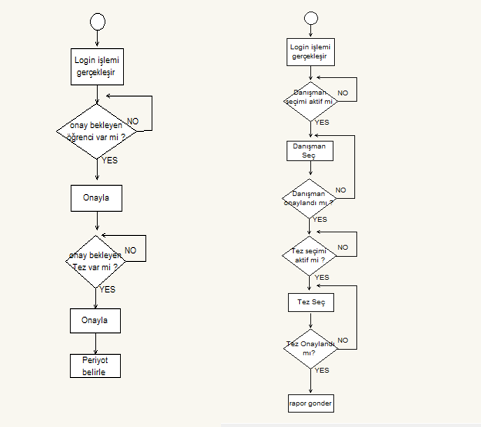 Login işlemi
gerçekleşir
onay bekleyen
öğrenci var mi ?
NO
YES
Onayla
onay bekleyen
Tez var mi ?
NO
YES
Onayla
Periyot
belirle
Login işlemi
gerçekleşir
Danışman
seçimi aktif mi
NO
YES
Danışman
Seç
Danışman
onaylandı mı ?
NO
YES
Tez seçimi
aktif mi ?
NO
YES
Tez Seç
Tez Onaylandı
mı?
NO
YES
rapor gonder